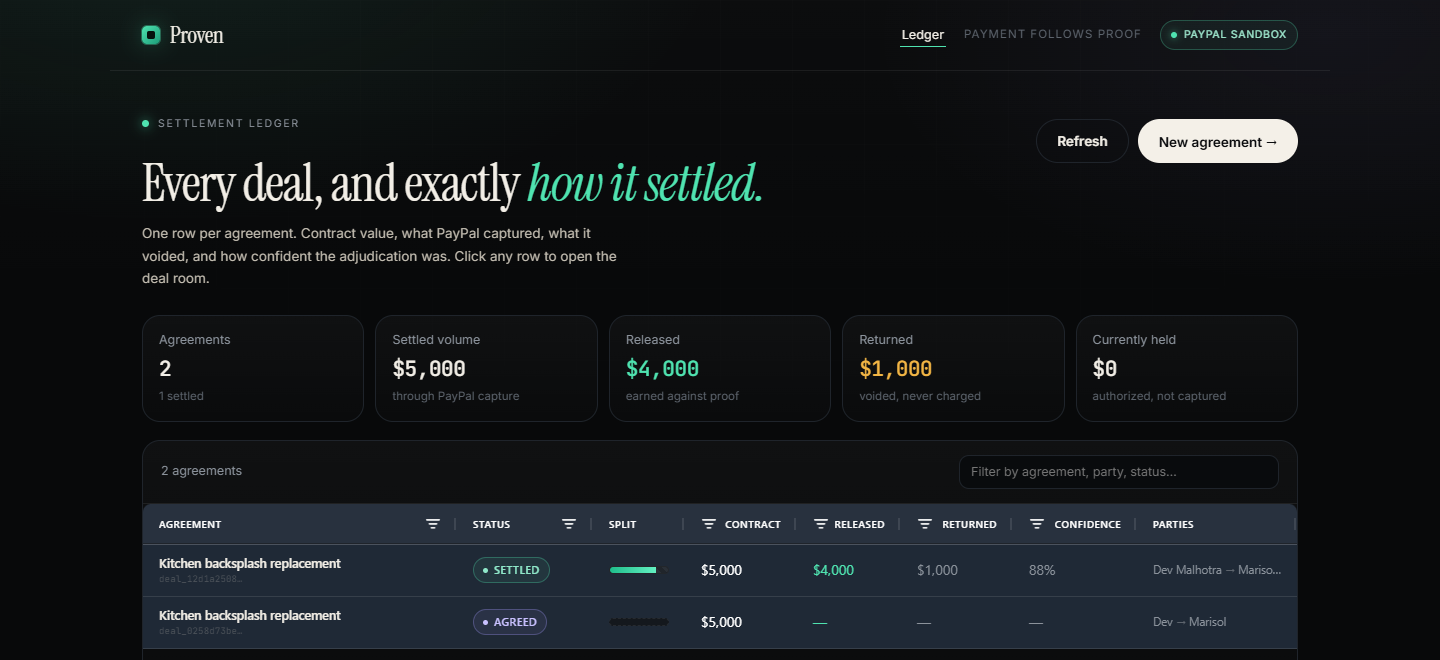 Proven
Ledger
PAYMENT FOLLOWS PROOF
PAYPAL SANDBOX
SETTLEMENT LEDGER
Refresh
New agreement →
Every deal, and exactly how it settled.
One row per agreement. Contract value, what PayPal captured, what it
voided, and how confident the adjudication was. Click any row to open the
deal room.
Agreements
2
1 settled
Settled volume
$5,000
through PayPal capture
Released
$4,000
earned against proof
Returned
$1,000
voided, never charged
Currently held
$0
authorized, not captured
2 agreements
Filter by agreement, party, status...
AGREEMENT STATUS SPLIT CONTRACT RELEASED RETURNED CONFIDENCE PARTIES
Kitchen backsplash replacement
deal_12d1a2508…
SETTLED
$5,000
$4,000
$1,000
88%
Dev Malhotra → Mariso...
Kitchen backsplash replacement
deal_0258d73be…
AGREED
$5,000
—
—
—
Dev → Marisol